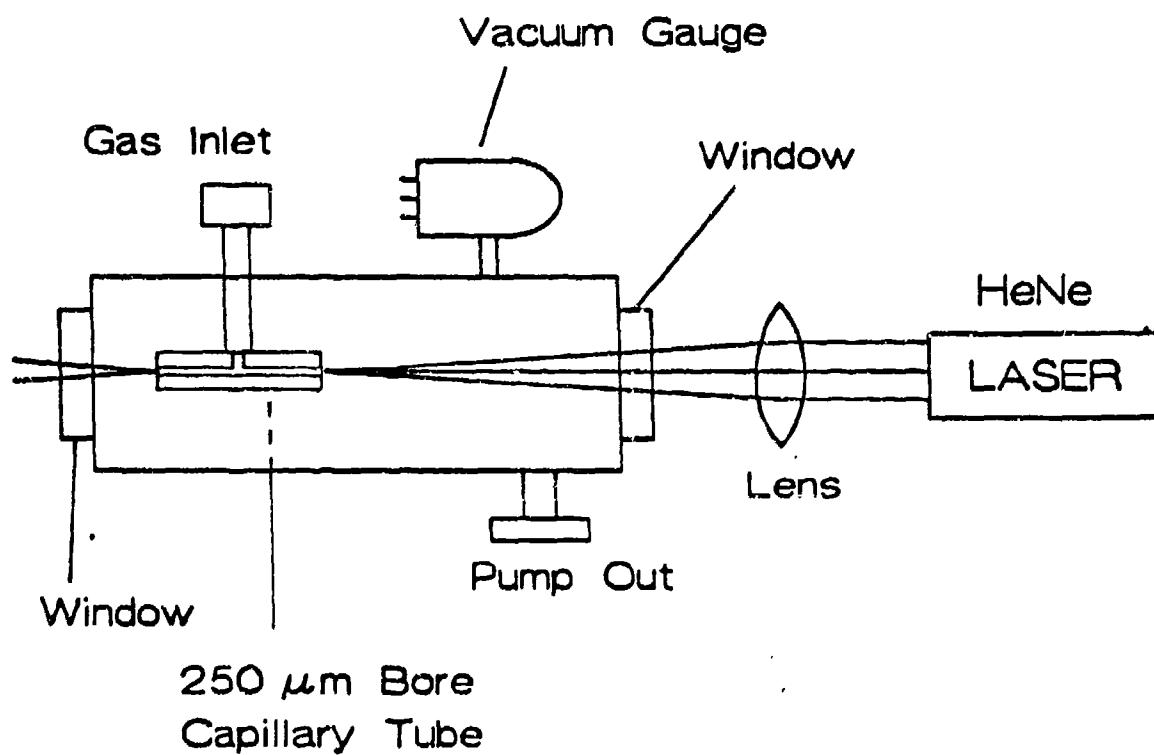 Vacuum Gauge
Gas Inlet
Window
HeNe
LASER
Lens
Pump Out
Window
250 μm Bore
Capillary Tube